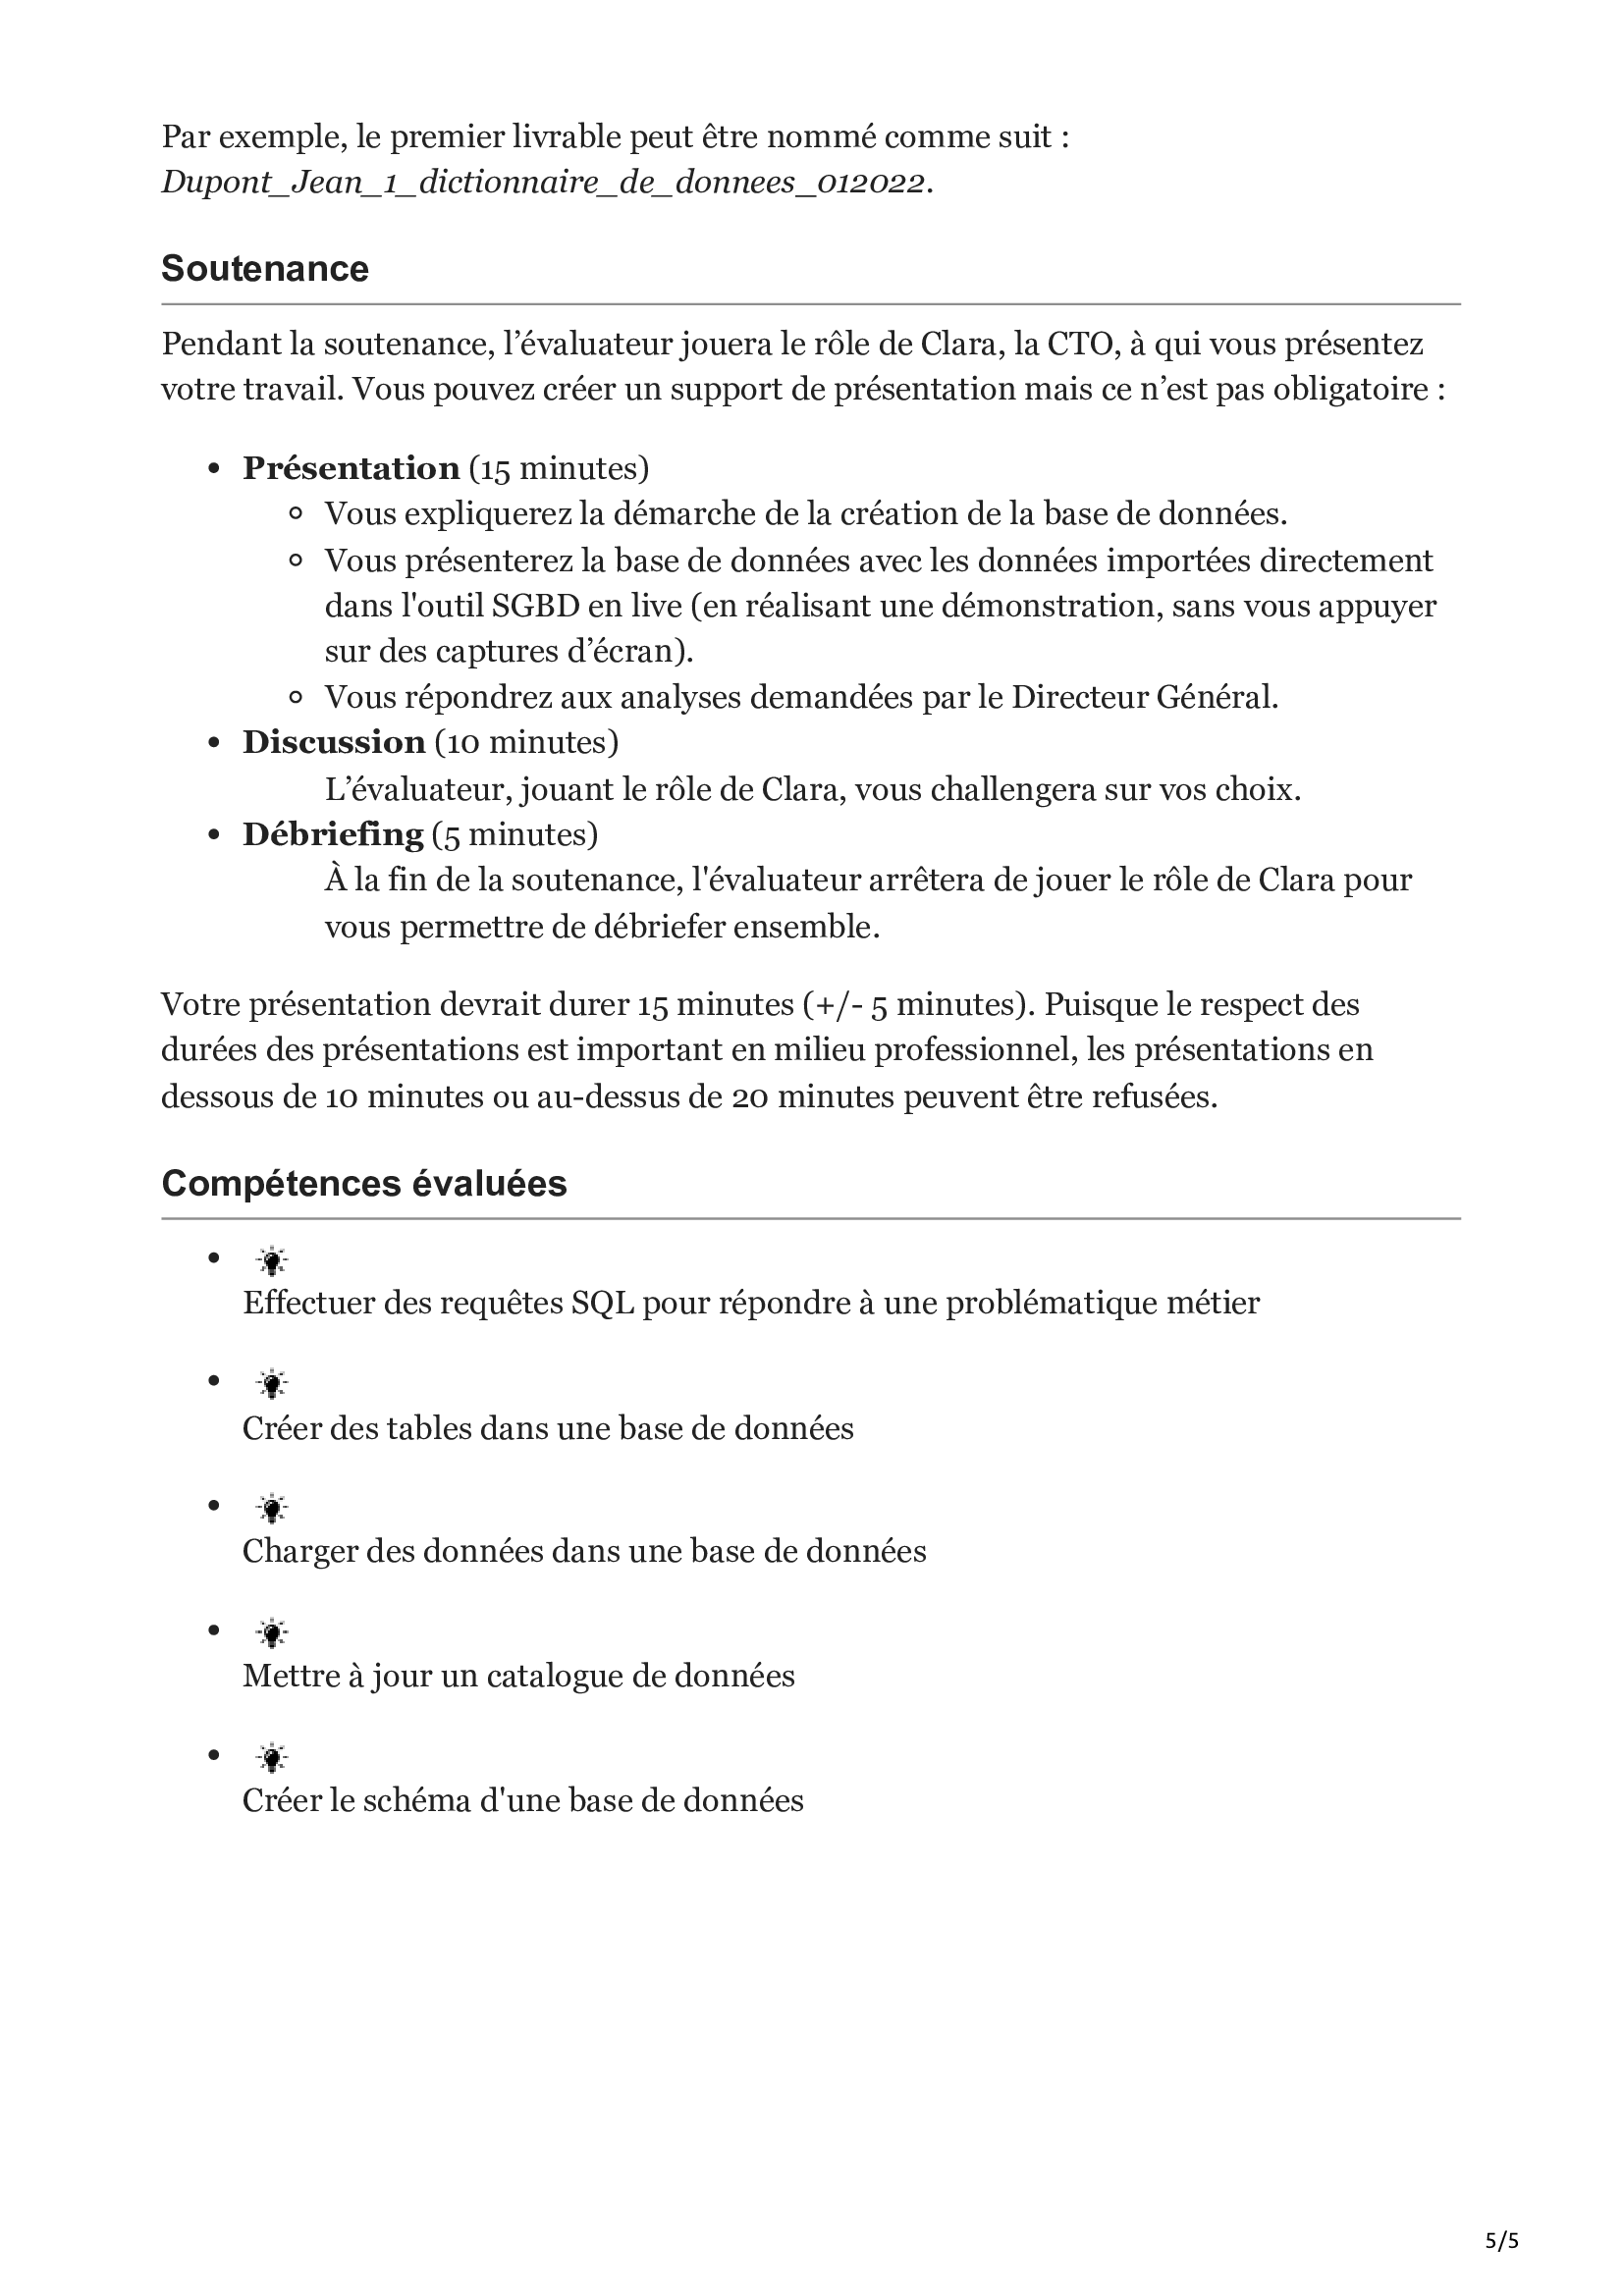 Par exemple, le premier livrable peut être nommé comme suit :
Dupont_Jean_1_dictionnaire_de_donnees_012022.
Soutenance
Pendant la soutenance, l’évaluateur jouera le rôle de Clara, la CTO, à qui vous présentez
votre travail. Vous pouvez créer un support de présentation mais ce n’est pas obligatoire :
• Présentation (15 minutes)
◦ Vous expliquerez la démarche de la création de la base de données.
◦ Vous présenterez la base de données avec les données importées directement
dans l'outil SGBD en live (en réalisant une démonstration, sans vous appuyer
sur des captures d’écran).
◦ Vous répondrez aux analyses demandées par le Directeur Général.
• Discussion (10 minutes)
L’évaluateur, jouant le rôle de Clara, vous challengera sur vos choix.
• Débriefing (5 minutes)
À la fin de la soutenance, l'évaluateur arrêtera de jouer le rôle de Clara pour
vous permettre de débriefer ensemble.
Votre présentation devrait durer 15 minutes (+/- 5 minutes). Puisque le respect des
durées des présentations est important en milieu professionnel, les présentations en
dessous de 10 minutes ou au-dessus de 20 minutes peuvent être refusées.
Compétences évaluées
•
Effectuer des requêtes SQL pour répondre à une problématique métier
•
Créer des tables dans une base de données
•
Charger des données dans une base de données
•
Mettre à jour un catalogue de données
•
Créer le schéma d'une base de données
5/5